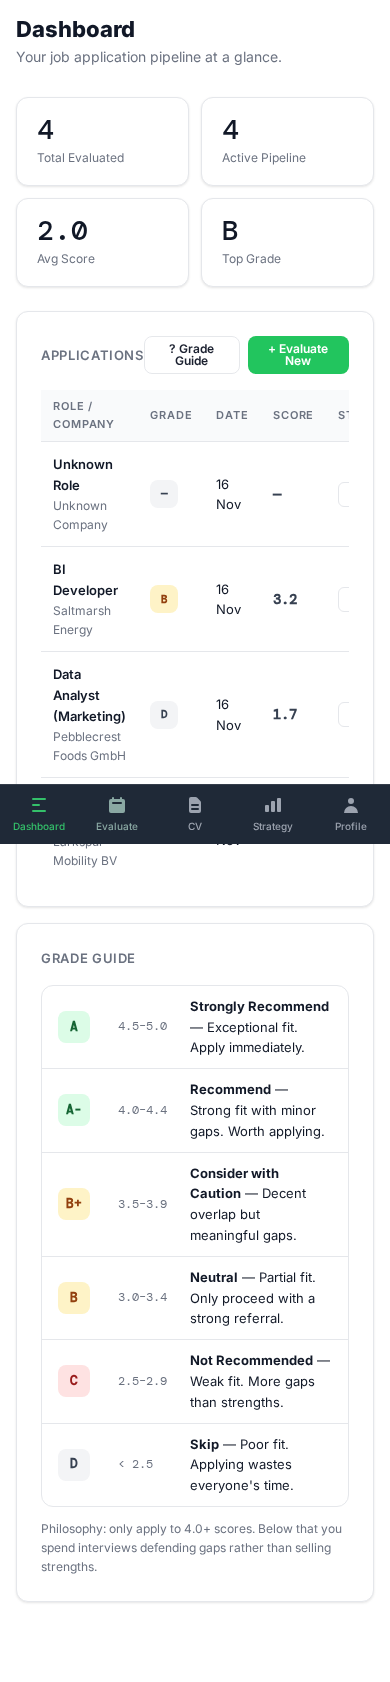 Dashboard
Your job application pipeline at a glance.
4
Total Evaluated
4
Active Pipeline
2.0
Avg Score
B
Top Grade
APPLICATIONS
? Grade
Guide
+ Evaluate
New
ROLE /
COMPANY
GRADE
DATE
SCORE
Unknown
Role
Unknown
Company
—
16
Nov
—
BI
Developer
Saltmarsh
Energy
B
16
Nov
3.2
Data
Analyst
(Marketing)
Pebblecrest
Foods GmbH
D
16
Nov
1.7
Dashboard
Evaluate
CV
Strategy
Profile
Mobility BV
GRADE GUIDE
A
4.5–5.0
Strongly Recommend
— Exceptional fit.
Apply immediately.
A-
4.0–4.4
Recommend —
Strong fit with minor
gaps. Worth applying.
B+
3.5–3.9
Consider with
Caution — Decent
overlap but
meaningful gaps.
B
3.0–3.4
Neutral — Partial fit.
Only proceed with a
strong referral.
C
2.5–2.9
Not Recommended —
Weak fit. More gaps
than strengths.
D
< 2.5
Skip — Poor fit.
Applying wastes
everyone's time.
Philosophy: only apply to 4.0+ scores. Below that you
spend interviews defending gaps rather than selling
strengths.